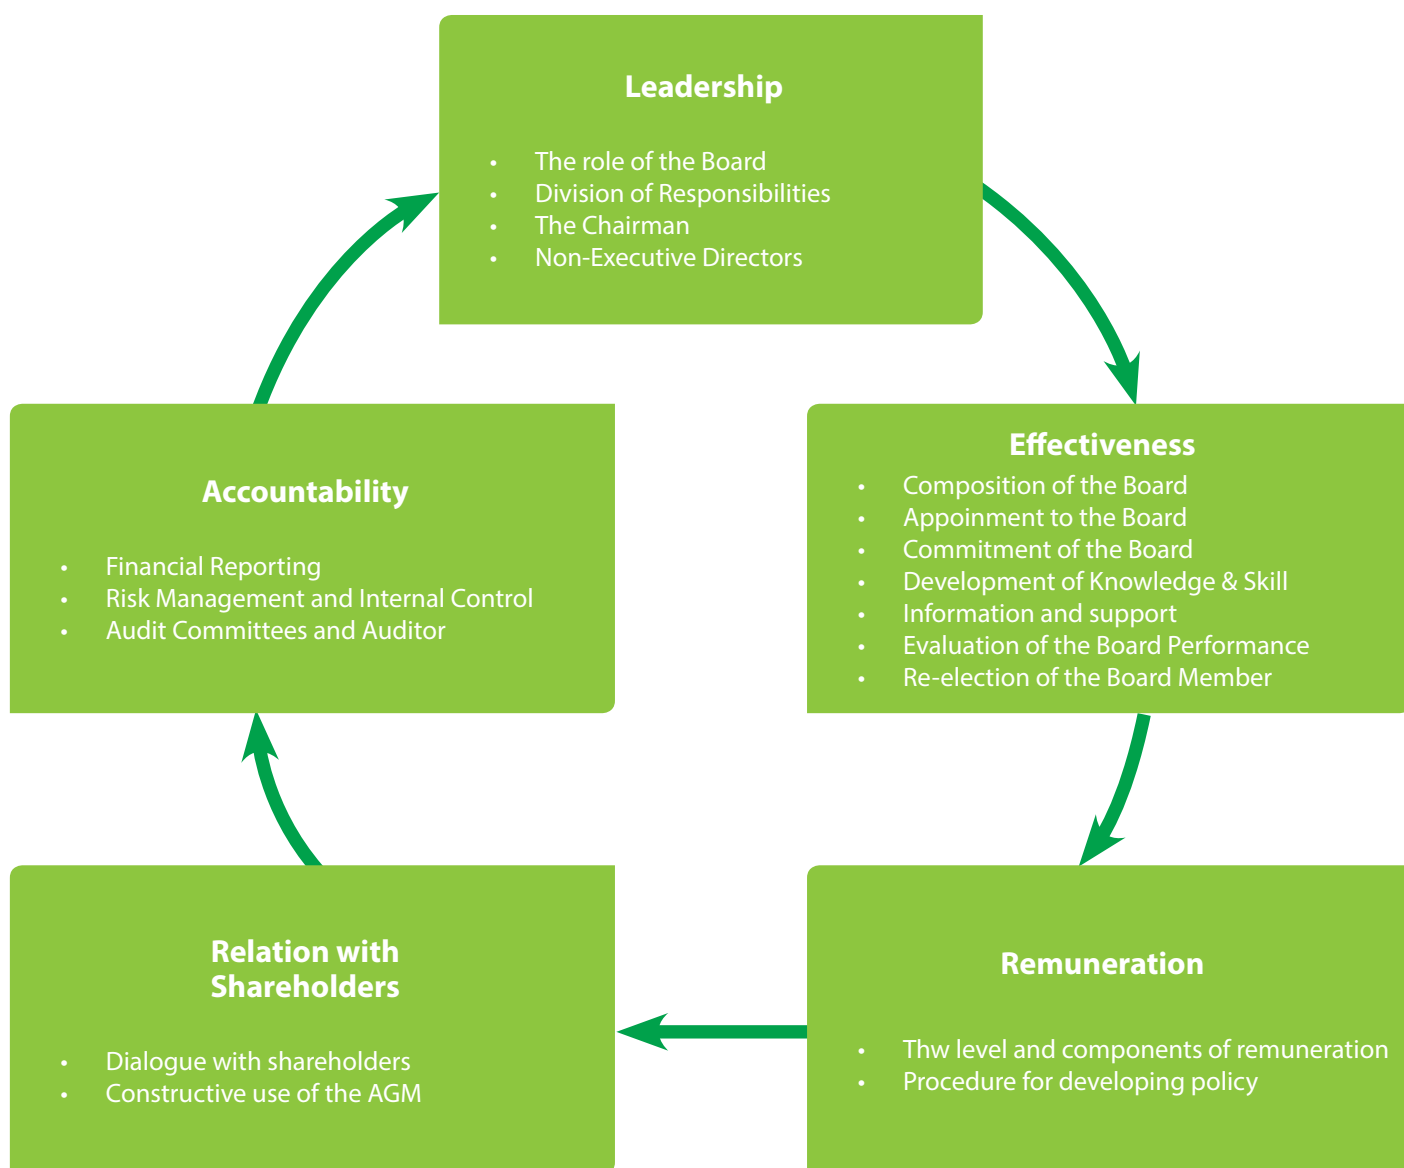 Leadership
• The role of the Board
• Division of Responsibilities
• The Chairman
• Non-Executive Directors
Effectiveness
• Composition of the Board
• Appoinment to the Board
• Commitment of the Board
• Development of Knowledge & Skill
• Information and support
• Evaluation of the Board Performance
• Re-election of the Board Member
Remuneration
• Thw level and components of remuneration
• Procedure for developing policy
Relation with
Shareholders
• Dialogue with shareholders
• Constructive use of the AGM
Accountability
• Financial Reporting
• Risk Management and Internal Control
• Audit Committees and Auditor